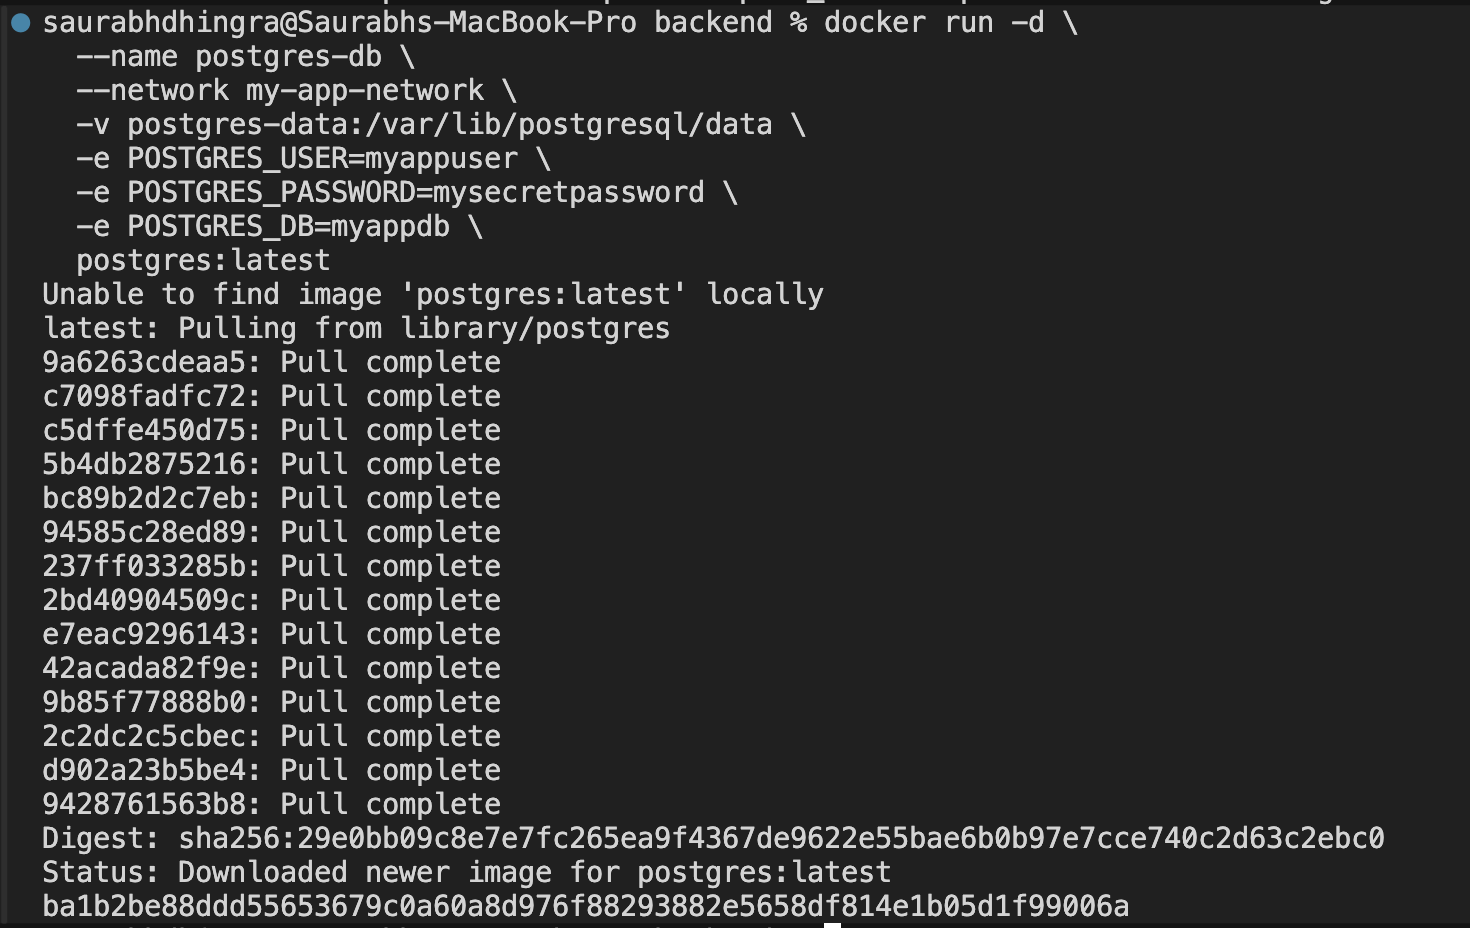 saurabhdhingra@Saurabhs-MacBook-Pro backend % docker run -d \
--name postgres-db \
--network my-app-network \
-v postgres-data:/var/lib/postgresql/data \
-e POSTGRES_USER=myappuser \
-e POSTGRES_PASSWORD=mysecretpassword \
-e POSTGRES_DB=myappdb \
postgres:latest
Unable to find image 'postgres:latest' locally
latest: Pulling from library/postgres
9a6263cdeaa5: Pull complete
c7098fadfc72: Pull complete
c5dffe450d75: Pull complete
5b4db2875216: Pull complete
bc89b2d2c7eb: Pull complete
94585c28ed89: Pull complete
237ff033285b: Pull complete
2bd40904509c: Pull complete
e7eac9296143: Pull complete
42acada82f9e: Pull complete
9b85f77888b0: Pull complete
2c2dc2c5cbec: Pull complete
d902a23b5be4: Pull complete
9428761563b8: Pull complete
Digest: sha256:29e0bb09c8e7e7fc265ea9f4367de9622e55bae6b0b97e7cce740c2d63c2ebc0
Status: Downloaded newer image for postgres:latest
ba1b2be88ddd55653679c0a60a8d976f88293882e5658df814e1b05d1f99006a